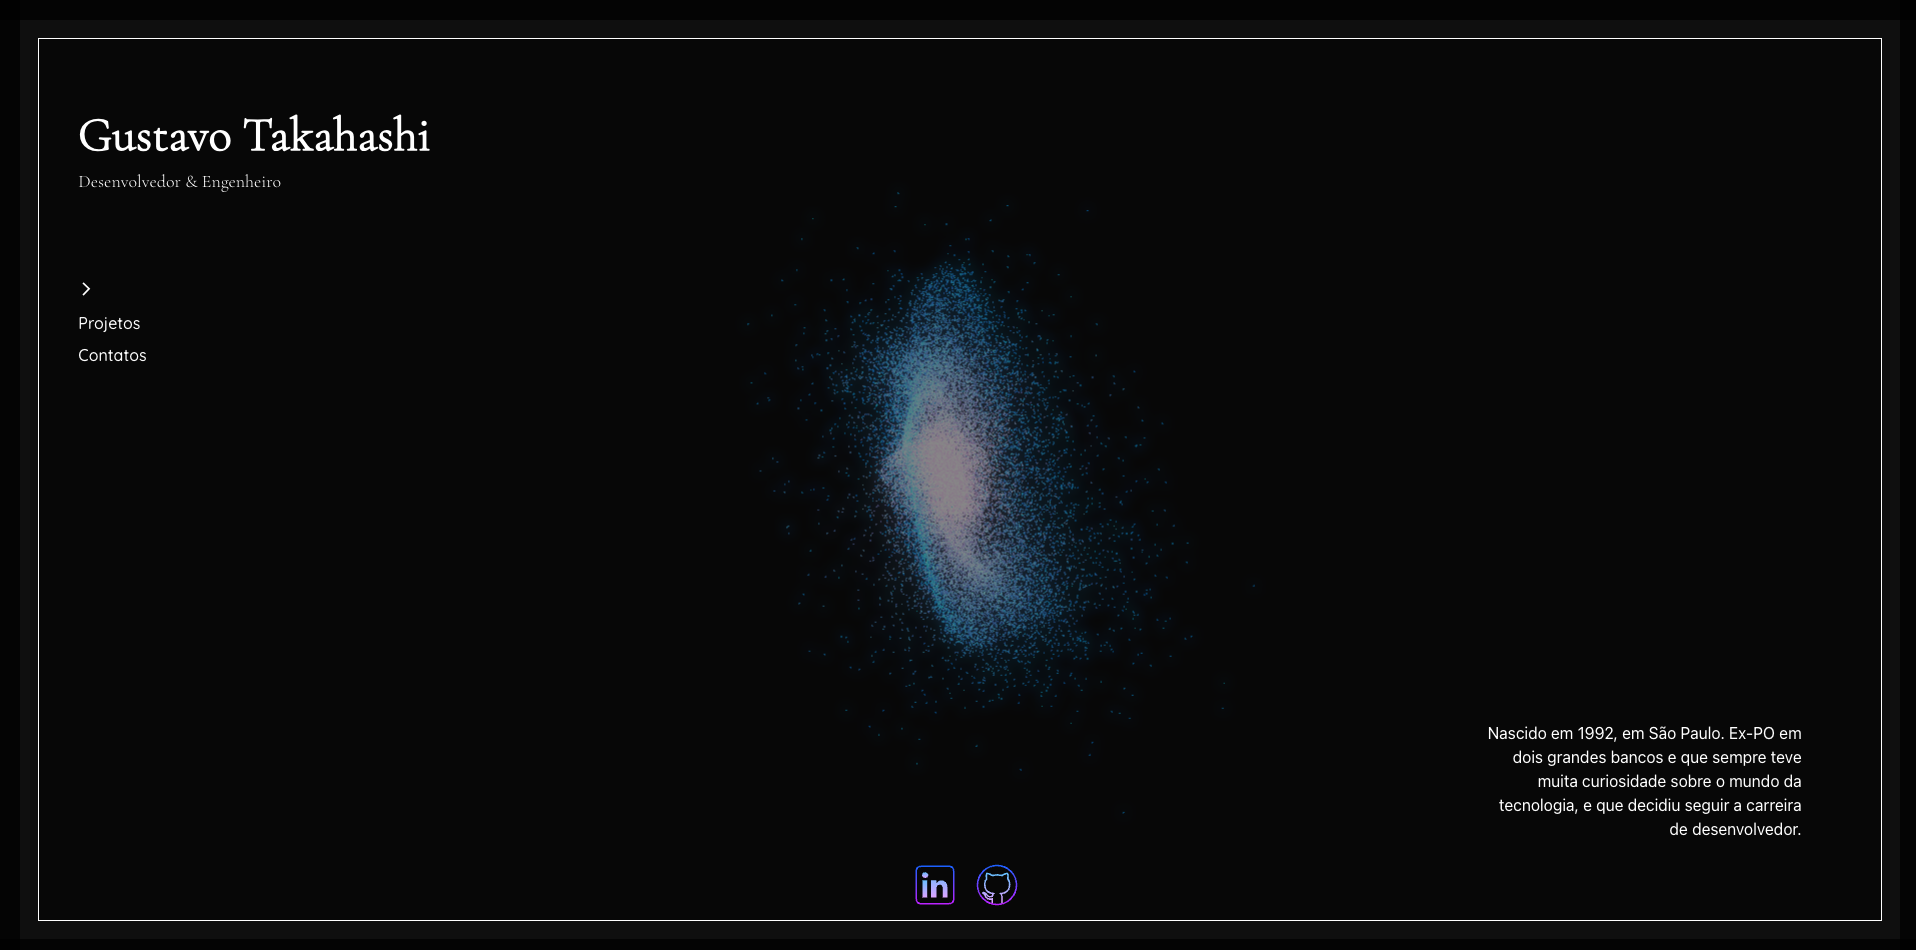 Gustavo Takahashi
Desenvolvedor & Engenheiro
Projetos
Contatos
Nascido em 1992, em São Paulo. Ex-PO em
dois grandes bancos e que sempre teve
muita curiosidade sobre o mundo da
tecnologia, e que decidiu seguir a carreira
de desenvolvedor.
in